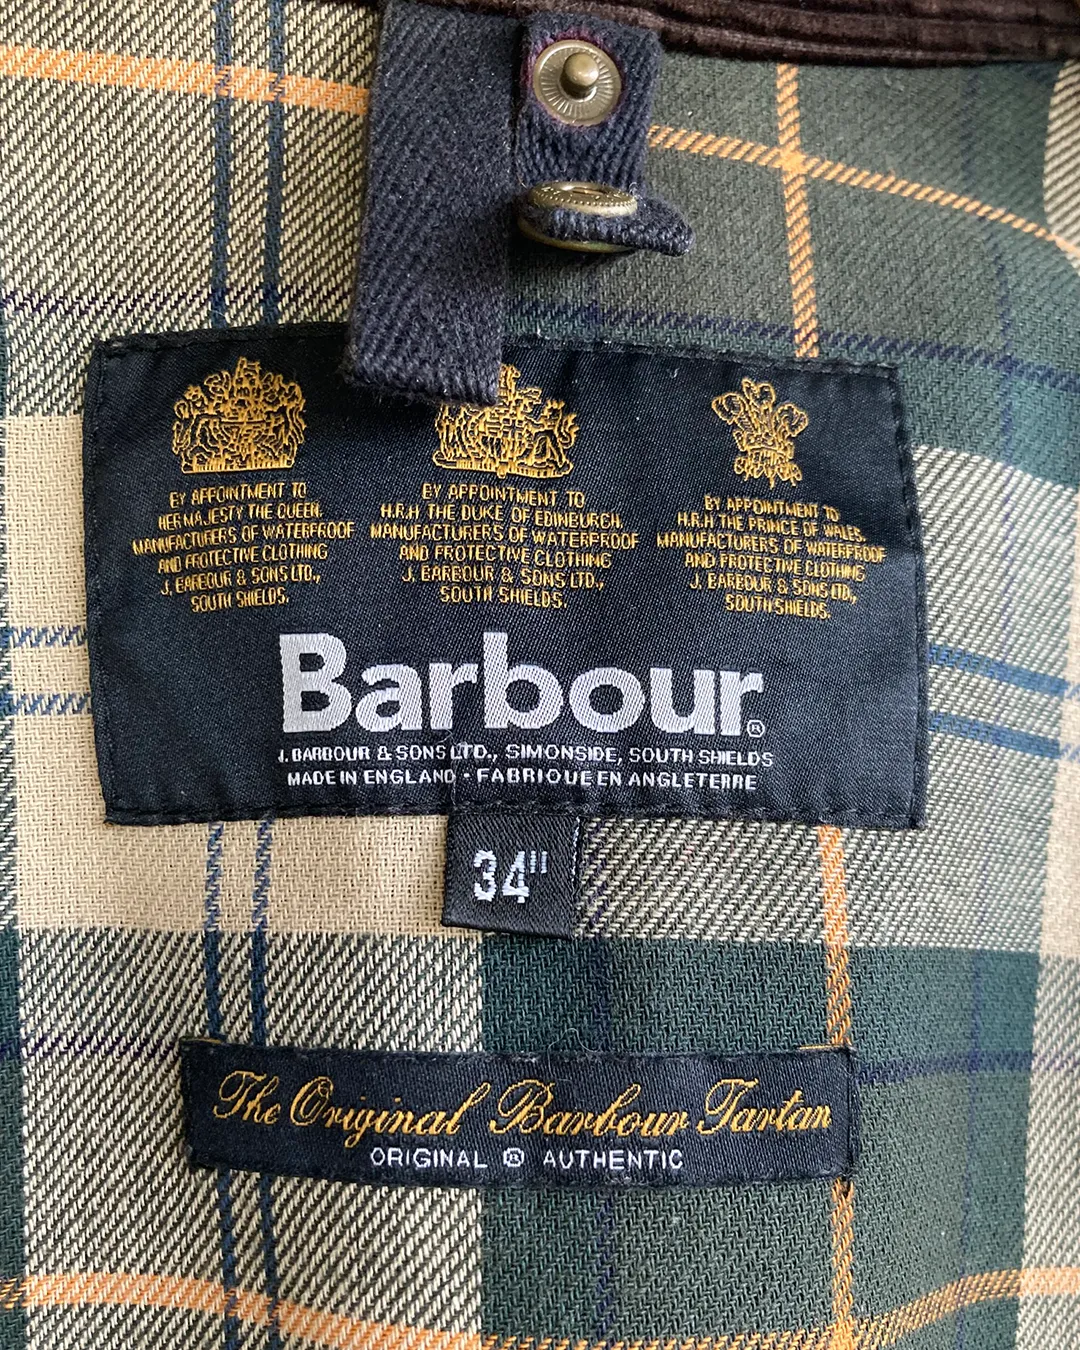 BY APPOINTMENT TO
HER MAJESTY THE QUEEN.
MANUFACTURERS OF WATERPROOF
AND PROTECTIVE CLOTHING
J. BARBOUR & SONS LTD.,
SOUTH SHIELDS.
BY APPOINTMENT TO
H.R.H THE DUKE OF EDINBURGH.
MANUFACTURERS OF WATERPROOF
AND PROTECTIVE CLOTHING
J. BARBOUR & SONS LTD.,
SOUTH SHIELDS.
BY APPOINTMENT TO
H.R.H THE PRINCE OF WALES.
MANUFACTURERS OF WATERPROOF
AND PROTECTIVE CLOTHING
J. BARBOUR & SONS LTD.,
SOUTH SHIELDS.
Barbour®
J. BARBOUR & SONS LTD., SIMONSIDE, SOUTH SHIELDS
MADE IN ENGLAND · FABRIQUE EN ANGLETERRE
34"
The Original Barbour Tartan
ORIGINAL ® AUTHENTIC